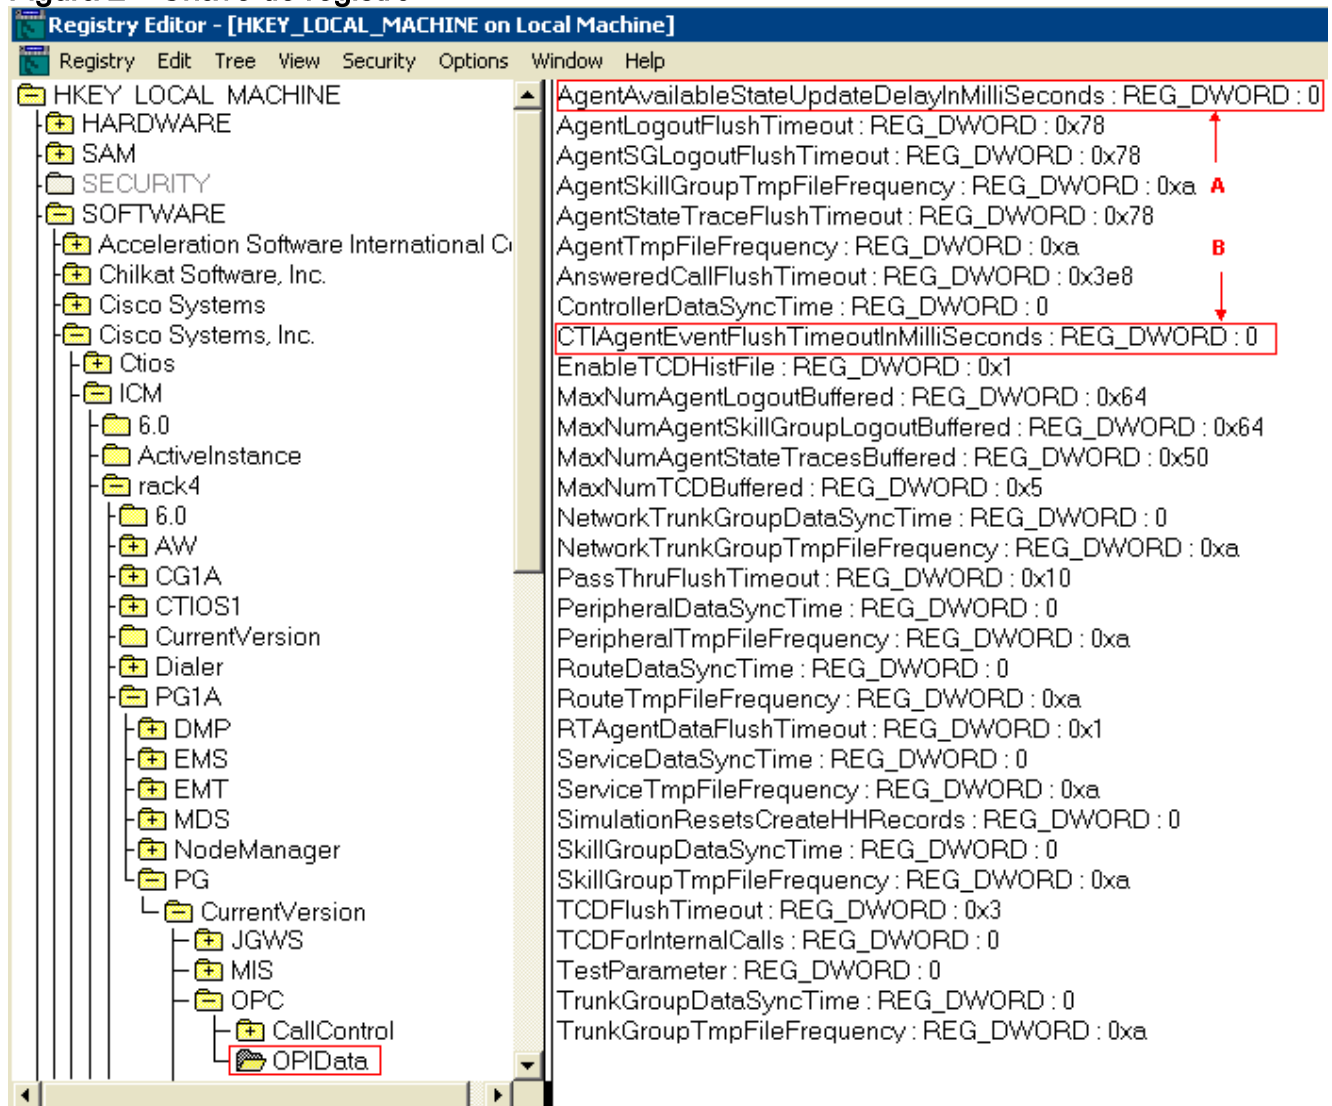 Registry Editor - [HKEY_LOCAL_MACHINE on Local Machine]
Registry Edit Tree View Security Options Window Help
HKEY_LOCAL_MACHINE
HARDWARE
SAM
SECURITY
SOFTWARE
Acceleration Software International
Chilkat Software, Inc.
Cisco Systems
Cisco Systems, Inc.
Ctios
ICM
6.0
ActiveInstance
rack4
6.0
AW
CG1A
CTIOS1
CurrentVersion
Dialer
PG1A
DMP
EMS
EMT
MDS
NodeManager
PG
CurrentVersion
JGWS
MIS
OPC
CallControl
OPIData
AgentAvailableStateUpdateDelayInMilliSeconds : REG_DWORD : 0
AgentLogoutFlushTimeout : REG_DWORD : 0x78
AgentSGLogoutFlushTimeout : REG_DWORD : 0x78
AgentSkillGroupTmpFileFrequency : REG_DWORD : 0xa A
AgentStateTraceFlushTimeout : REG_DWORD : 0x78
AgentTmpFileFrequency : REG_DWORD : 0xa B
AnsweredCallFlushTimeout : REG_DWORD : 0x3e8
ControllerDataSyncTime : REG_DWORD : 0
CTIAgentEventFlushTimeoutInMilliSeconds : REG_DWORD : 0
EnableTCDHistFile : REG_DWORD : 0x1
MaxNumAgentLogoutBuffered : REG_DWORD : 0x64
MaxNumAgentSkillGroupLogoutBuffered : REG_DWORD : 0x64
MaxNumAgentStateTracesBuffered : REG_DWORD : 0x50
MaxNumTCDBuffered : REG_DWORD : 0x5
NetworkTrunkGroupDataSyncTime : REG_DWORD : 0
NetworkTrunkGroupTmpFileFrequency : REG_DWORD : 0xa
PassThruFlushTimeout : REG_DWORD : 0x10
PeripheralDataSyncTime : REG_DWORD : 0
PeripheralTmpFileFrequency : REG_DWORD : 0xa
RouteDataSyncTime : REG_DWORD : 0
RouteTmpFileFrequency : REG_DWORD : 0xa
RTAgentDataFlushTimeout : REG_DWORD : 0x1
ServiceDataSyncTime : REG_DWORD : 0
ServiceTmpFileFrequency : REG_DWORD : 0xa
SimulationResetsCreateHHRecords : REG_DWORD : 0
SkillGroupDataSyncTime : REG_DWORD : 0
SkillGroupTmpFileFrequency : REG_DWORD : 0xa
TCDFlushTimeout : REG_DWORD : 0x3
TCDForInternalCalls : REG_DWORD : 0
TestParameter : REG_DWORD : 0
TrunkGroupDataSyncTime : REG_DWORD : 0
TrunkGroupTmpFileFrequency : REG_DWORD : 0xa